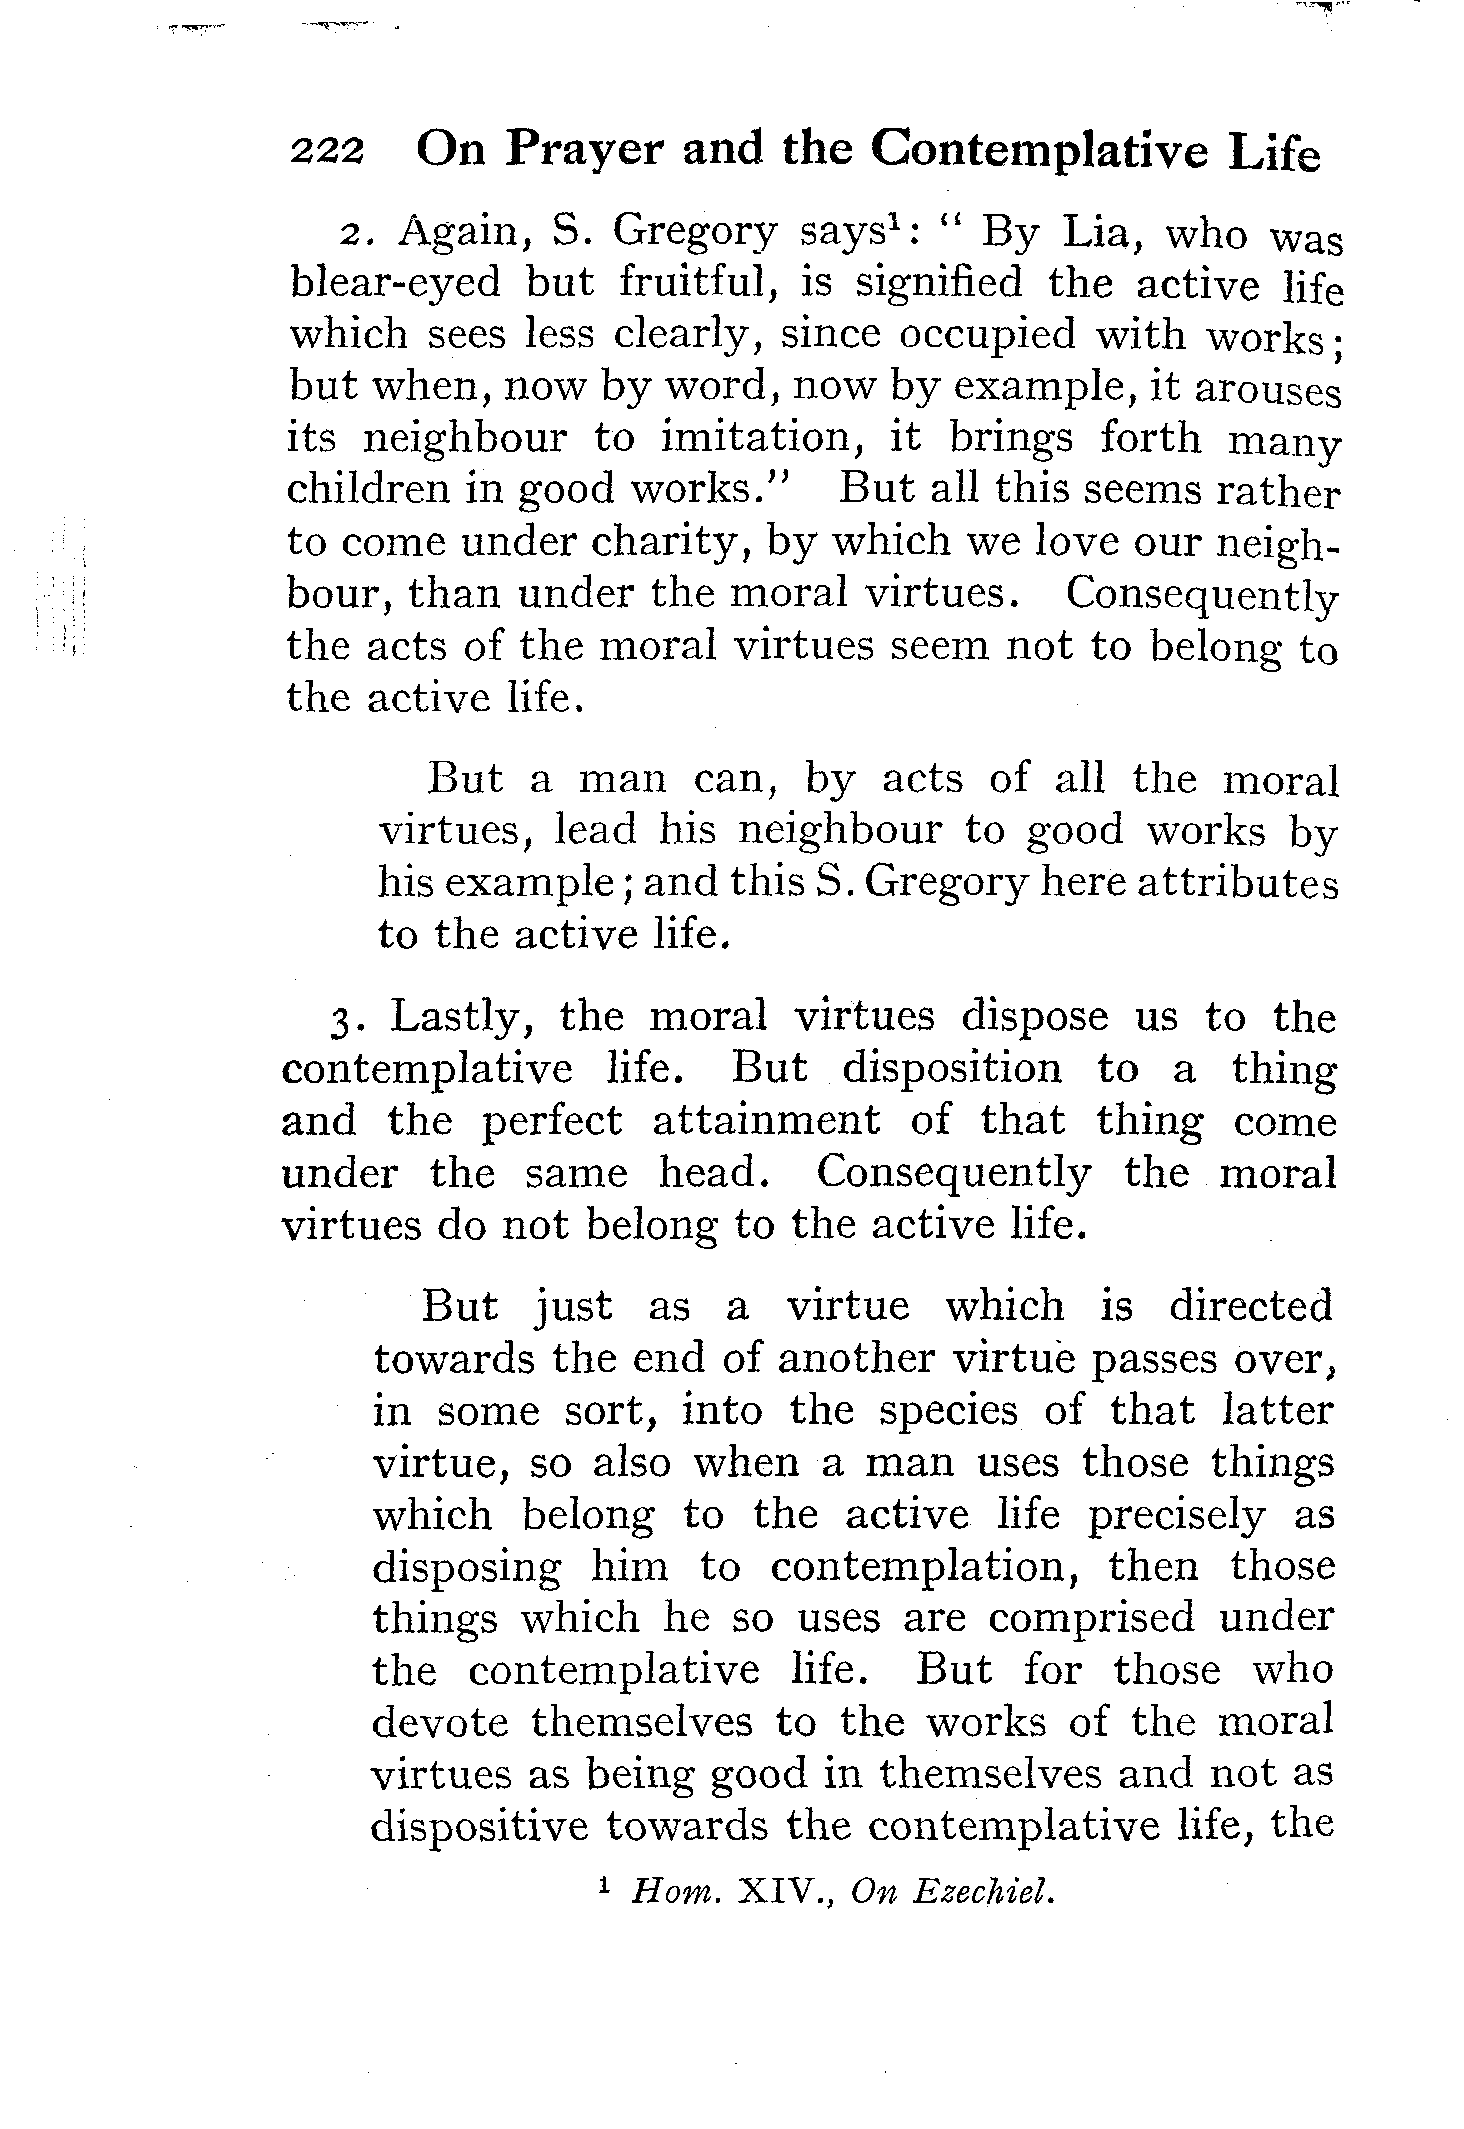 222 On Prayer and the Contemplative Life
2. Again, S. Gregory says¹: “ By Lia, who was
blear-eyed but fruitful, is signified the active life
which sees less clearly, since occupied with works;
but when, now by word, now by example, it arouses
its neighbour to imitation, it brings forth many
children in good works.” But all this seems rather
to come under charity, by which we love our neigh-
bour, than under the moral virtues. Consequently
the acts of the moral virtues seem not to belong to
the active life.
But a man can, by acts of all the moral
virtues, lead his neighbour to good works by
his example; and this S. Gregory here attributes
to the active life.
3. Lastly, the moral virtues dispose us to the
contemplative life. But disposition to a thing
and the perfect attainment of that thing come
under the same head. Consequently the moral
virtues do not belong to the active life.
But just as a virtue which is directed
towards the end of another virtue passes over,
in some sort, into the species of that latter
virtue, so also when a man uses those things
which belong to the active life precisely as
disposing him to contemplation, then those
things which he so uses are comprised under
the contemplative life. But for those who
devote themselves to the works of the moral
virtues as being good in themselves and not as
dispositive towards the contemplative life, the
¹ Hom. XIV., On Ezechiel.